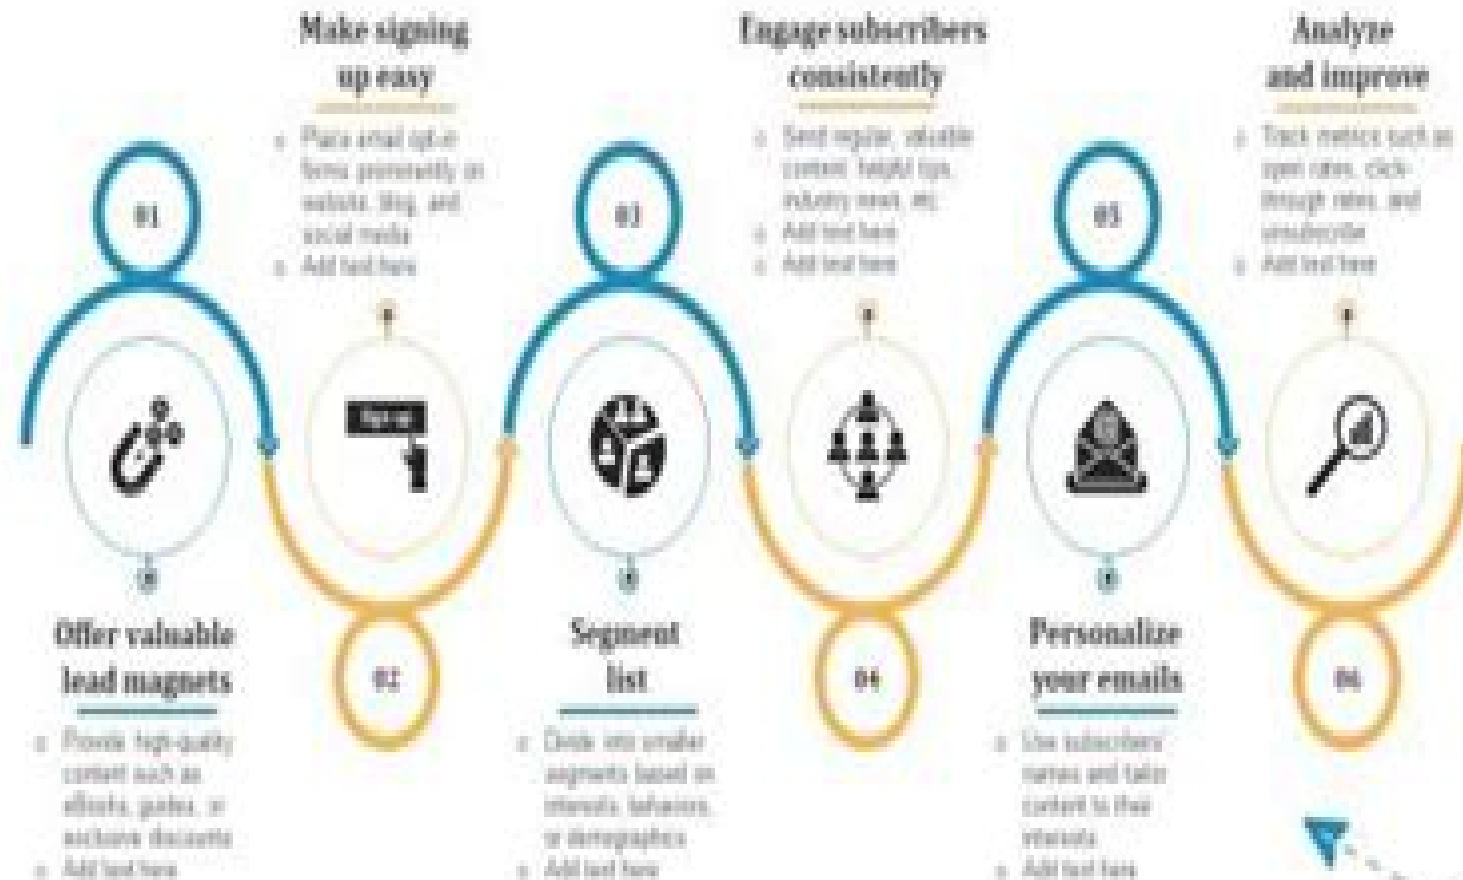 Make signing
up easy
Place email opt-in
forms prominently on
website, blog, and
social media
Add text here
Engage subscribers
consistently
Send regular, valuable
content helpful tips,
industry news, etc
Add text here
Add text here
Analyze
and improve
Track metrics such as
open rates, click-
through rates, and
unsubscribe
Add text here
01
03
05
Sign up
Offer valuable
lead magnets
Provide high-quality
content such as
eBooks, guides, or
exclusive discounts
Add text here
02
Segment
list
Divide into smaller
segments based on
interests, behaviors,
or demographics
Add text here
04
Personalize
your emails
Use subscribers'
names and tailor
content to their
interests
Add text here
06